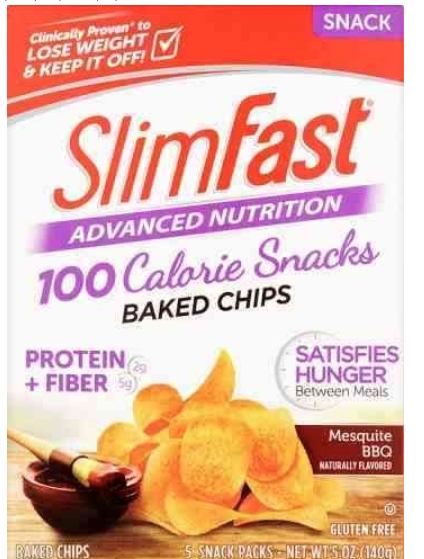 SNACK
Clinically Proven* to
LOSE WEIGHT
& KEEP IT OFF!
SlimFast®
ADVANCED NUTRITION
100 Calorie Snacks
BAKED CHIPS
PROTEIN 2g
+ FIBER 5g
SATISFIES
HUNGER
Between Meals
Mesquite
BBQ
NATURALLY FLAVORED
U
GLUTEN FREE
BAKED CHIPS
5 SNACK PACKS - NET WT 5 OZ (140g)